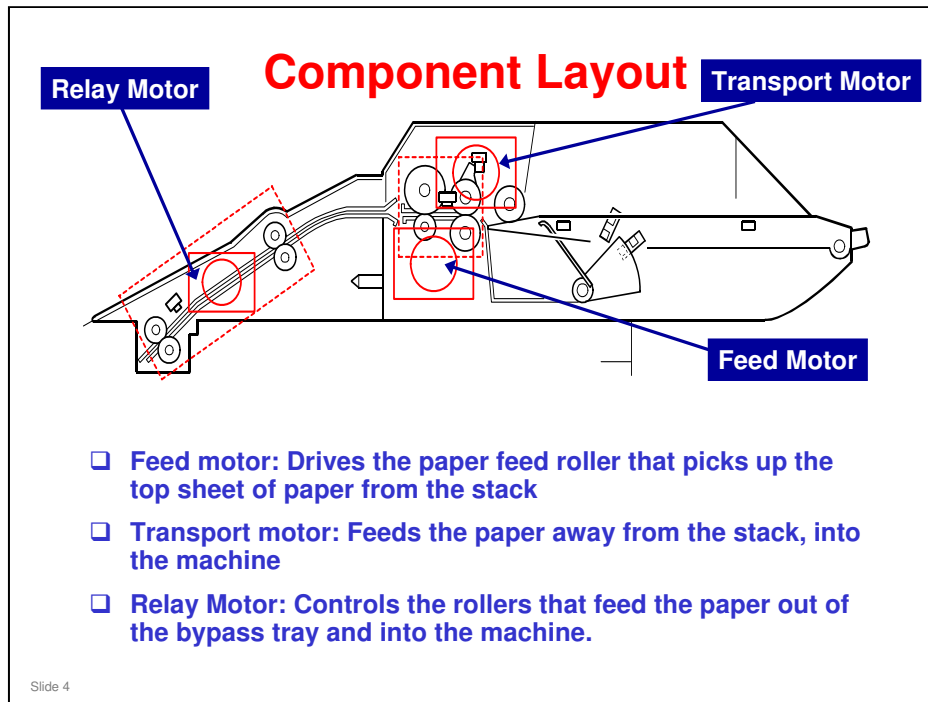 Component Layout
Relay Motor
Transport Motor
Feed Motor
❑ Feed motor: Drives the paper feed roller that picks up the
top sheet of paper from the stack
❑ Transport motor: Feeds the paper away from the stack, into
the machine
❑ Relay Motor: Controls the rollers that feed the paper out of
the bypass tray and into the machine.
Slide 4